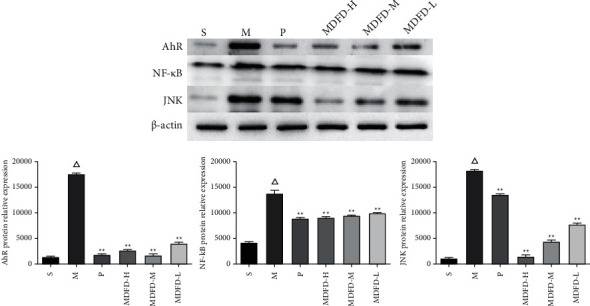 S M P MDFD-H MDFD-M MDFD-L
AhR
NF-κB
JNK
β-actin
AhR protein relative expression
20000
15000
10000
5000
0
Δ
** ** ** **
S M P MDFD-H MDFD-M MDFD-L
NF-kB protein relative expression
20000
15000
10000
5000
0
Δ
** ** ** **
S M P MDFD-H MDFD-M MDFD-L
JNK protein relative expression
20000
15000
10000
5000
0
Δ
** ** ** **
S M P MDFD-H MDFD-M MDFD-L